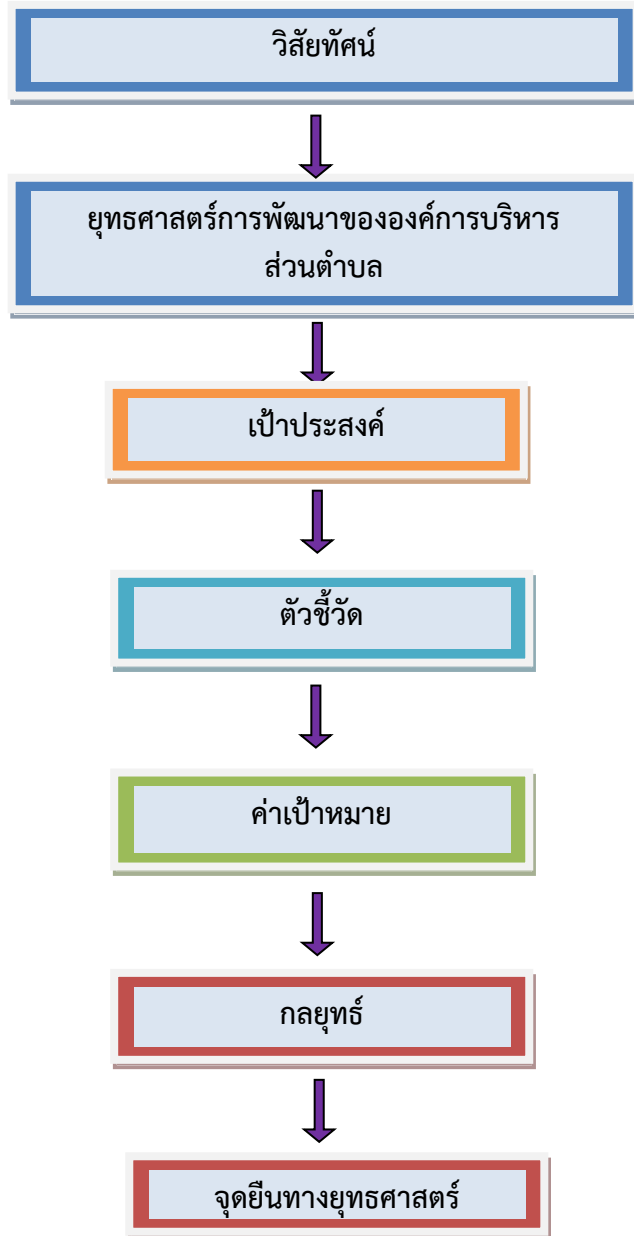 วิสัยทัศน์
ยุทธศาสตร์การพัฒนาขององค์การบริหาร
ส่วนตำบล
เป้าประสงค์
ตัวชี้วัด
ค่าเป้าหมาย
กลยุทธ์
จุดยืนทางยุทธศาสตร์